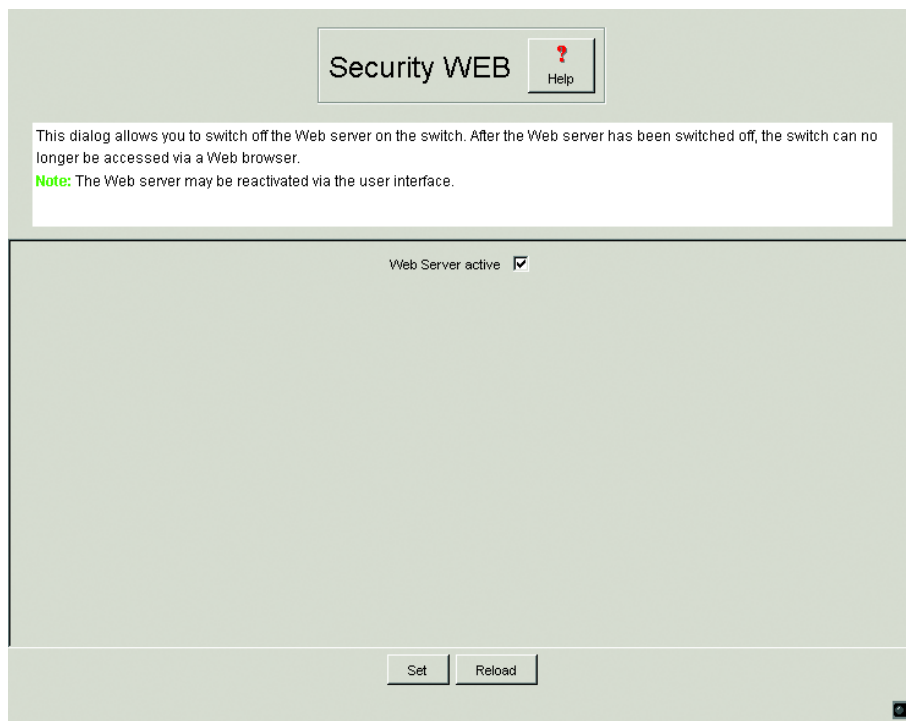 Security WEB
?
Help
This dialog allows you to switch off the Web server on the switch. After the Web server has been switched off, the switch can no
longer be accessed via a Web browser.
Note: The Web server may be reactivated via the user interface.
Web Server active
Set
Reload